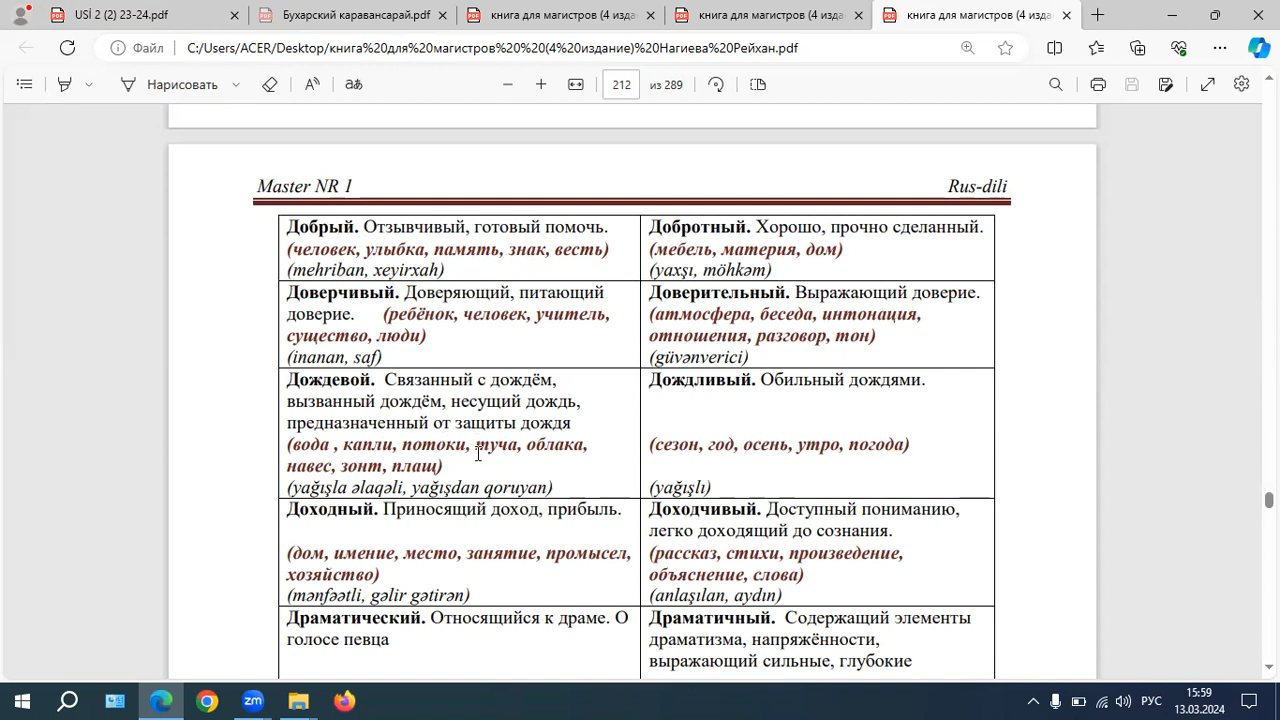 USİ 2 (23-24.pdf
Бухарский каравансарай.pdf
книга для магистров (4 изда
книга для магистров (4 изда
книга для магистров (4 изда
Файл
C:/Users/ACER/Desktop/книга%20для%20магистров%20%20(4%20издание)%20Нагиева%20Рейхан.pdf
Нарисовать
212 из 289
Master NR 1
Rus-dili
Добрый. Отзывчивый, готовый помочь.
(человек, улыбка, память, знак, весть)
(mehriban, xeyirxah)
Добротный. Хорошо, прочно сделанный.
(мебель, материя, дом)
(yaxşı, möhkəm)
Доверчивый. Доверяющий, питающий
доверие. (ребёнок, человек, учитель,
существо, люди)
(inanan, saf)
Доверительный. Выражающий доверие.
(атмосфера, беседа, интонация,
отношения, разговор, тон)
(güvənverici)
Дождевой. Связанный с дождём,
вызванный дождём, несущий дождь,
предназначенный от защиты дождя
(вода , капли, потоки, туча, облака,
навес, зонт, плащ)
(yağışla əlaqəli, yağışdan qoruyan)
Дождливый. Обильный дождями.
(сезон, год, осень, утро, погода)
(yağışlı)
Доходный. Приносящий доход, прибыль.
(дом, имение, место, занятие, промысел,
хозяйство)
(mənfəətli, gəlir gətirən)
Доходчивый. Доступный пониманию,
легко доходящий до сознания.
(рассказ, стихи, произведение,
объяснение, слова)
(anlaşılan, aydın)
Драматический. Относящийся к драме. О
голосе певца
Драматичный. Содержащий элементы
драматизма, напряжённости,
выражающий сильные, глубокие
zm
РУС
15:59
13.03.2024